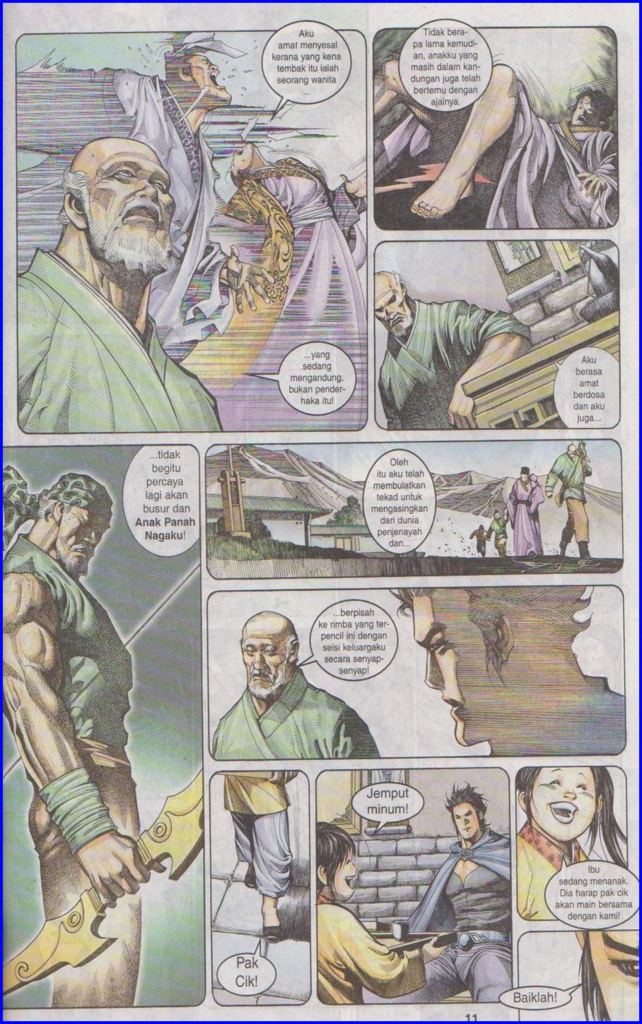 Aku
amat menyesal
kerana yang kena
tembak itu ialah
seorang wanita
...
...yang
sedang
mengandung,
bukan pender-
haka itu!
Tidak bera-
pa lama kemudi-
an, anakku yang
masih dalam kan-
dungan juga telah
bertemu dengan
ajalnya.
Aku
berasa
amat
berdosa
dan aku
juga...
...tidak
begitu
percaya
lagi akan
busur dan
Anak Panah
Nagaku!
Oleh
itu aku telah
membulatkan
tekad untuk
mengasingkan
dari dunia
penjenayah
dan...
...berpisah
ke rimba yang ter-
pencil ini dengan
seisi keluargaku
secara senyap-
senyap!
Pak
Cik!
Jemput
minum!
Ibu
sedang menanak.
Dia harap pak cik
akan main bersama
dengan kami!
Baiklah!
11